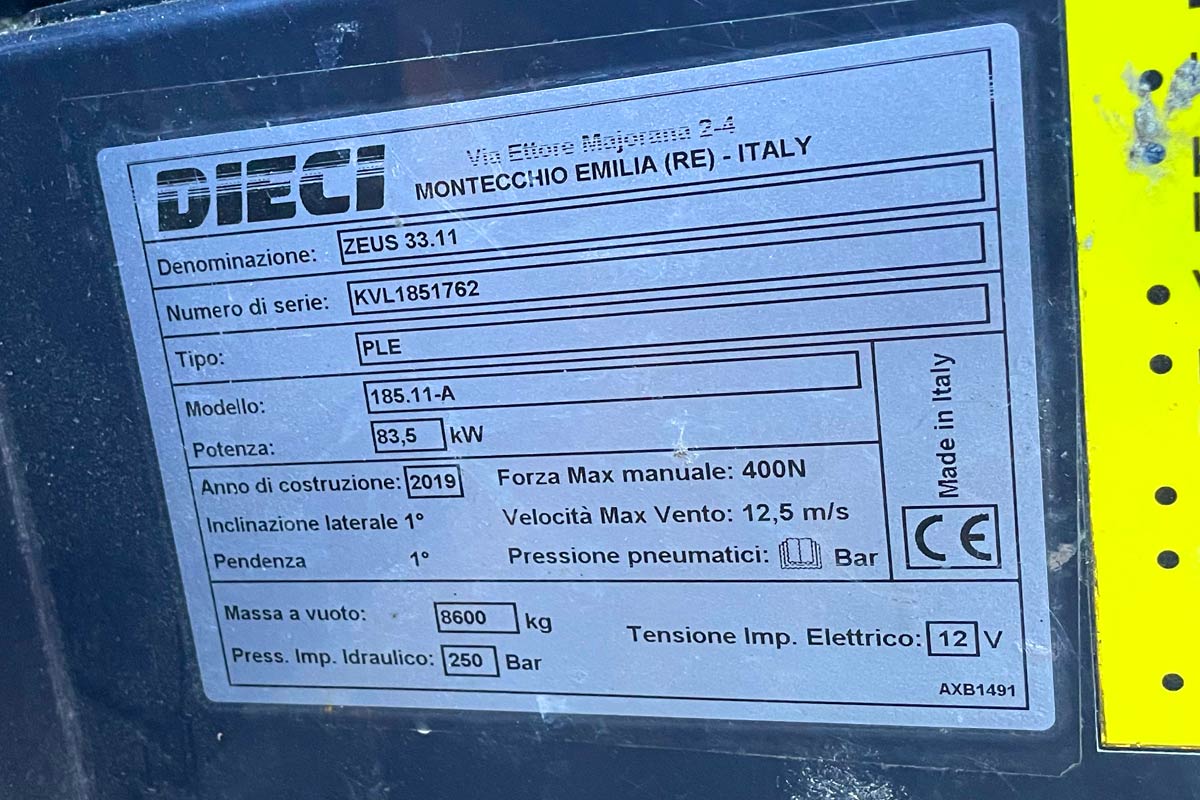 DIECI
Via Ettore Majorana 2-4
MONTECCHIO EMILIA (RE) - ITALY
Denominazione: ZEUS 33.11
Numero di serie: KVL1851762
Tipo: PLE
Modello: 185.11-A
Potenza: 83,5 kW
Made in Italy
Anno di costruzione: 2019 Forza Max manuale: 400N
Inclinazione laterale 1° Velocità Max Vento: 12,5 m/s
Pendenza 1° Pressione pneumatici: Bar
CE
Massa a vuoto: 8600 kg
Tensione Imp. Elettrico: 12 V
Press. Imp. Idraulico: 250 Bar
AXB1491